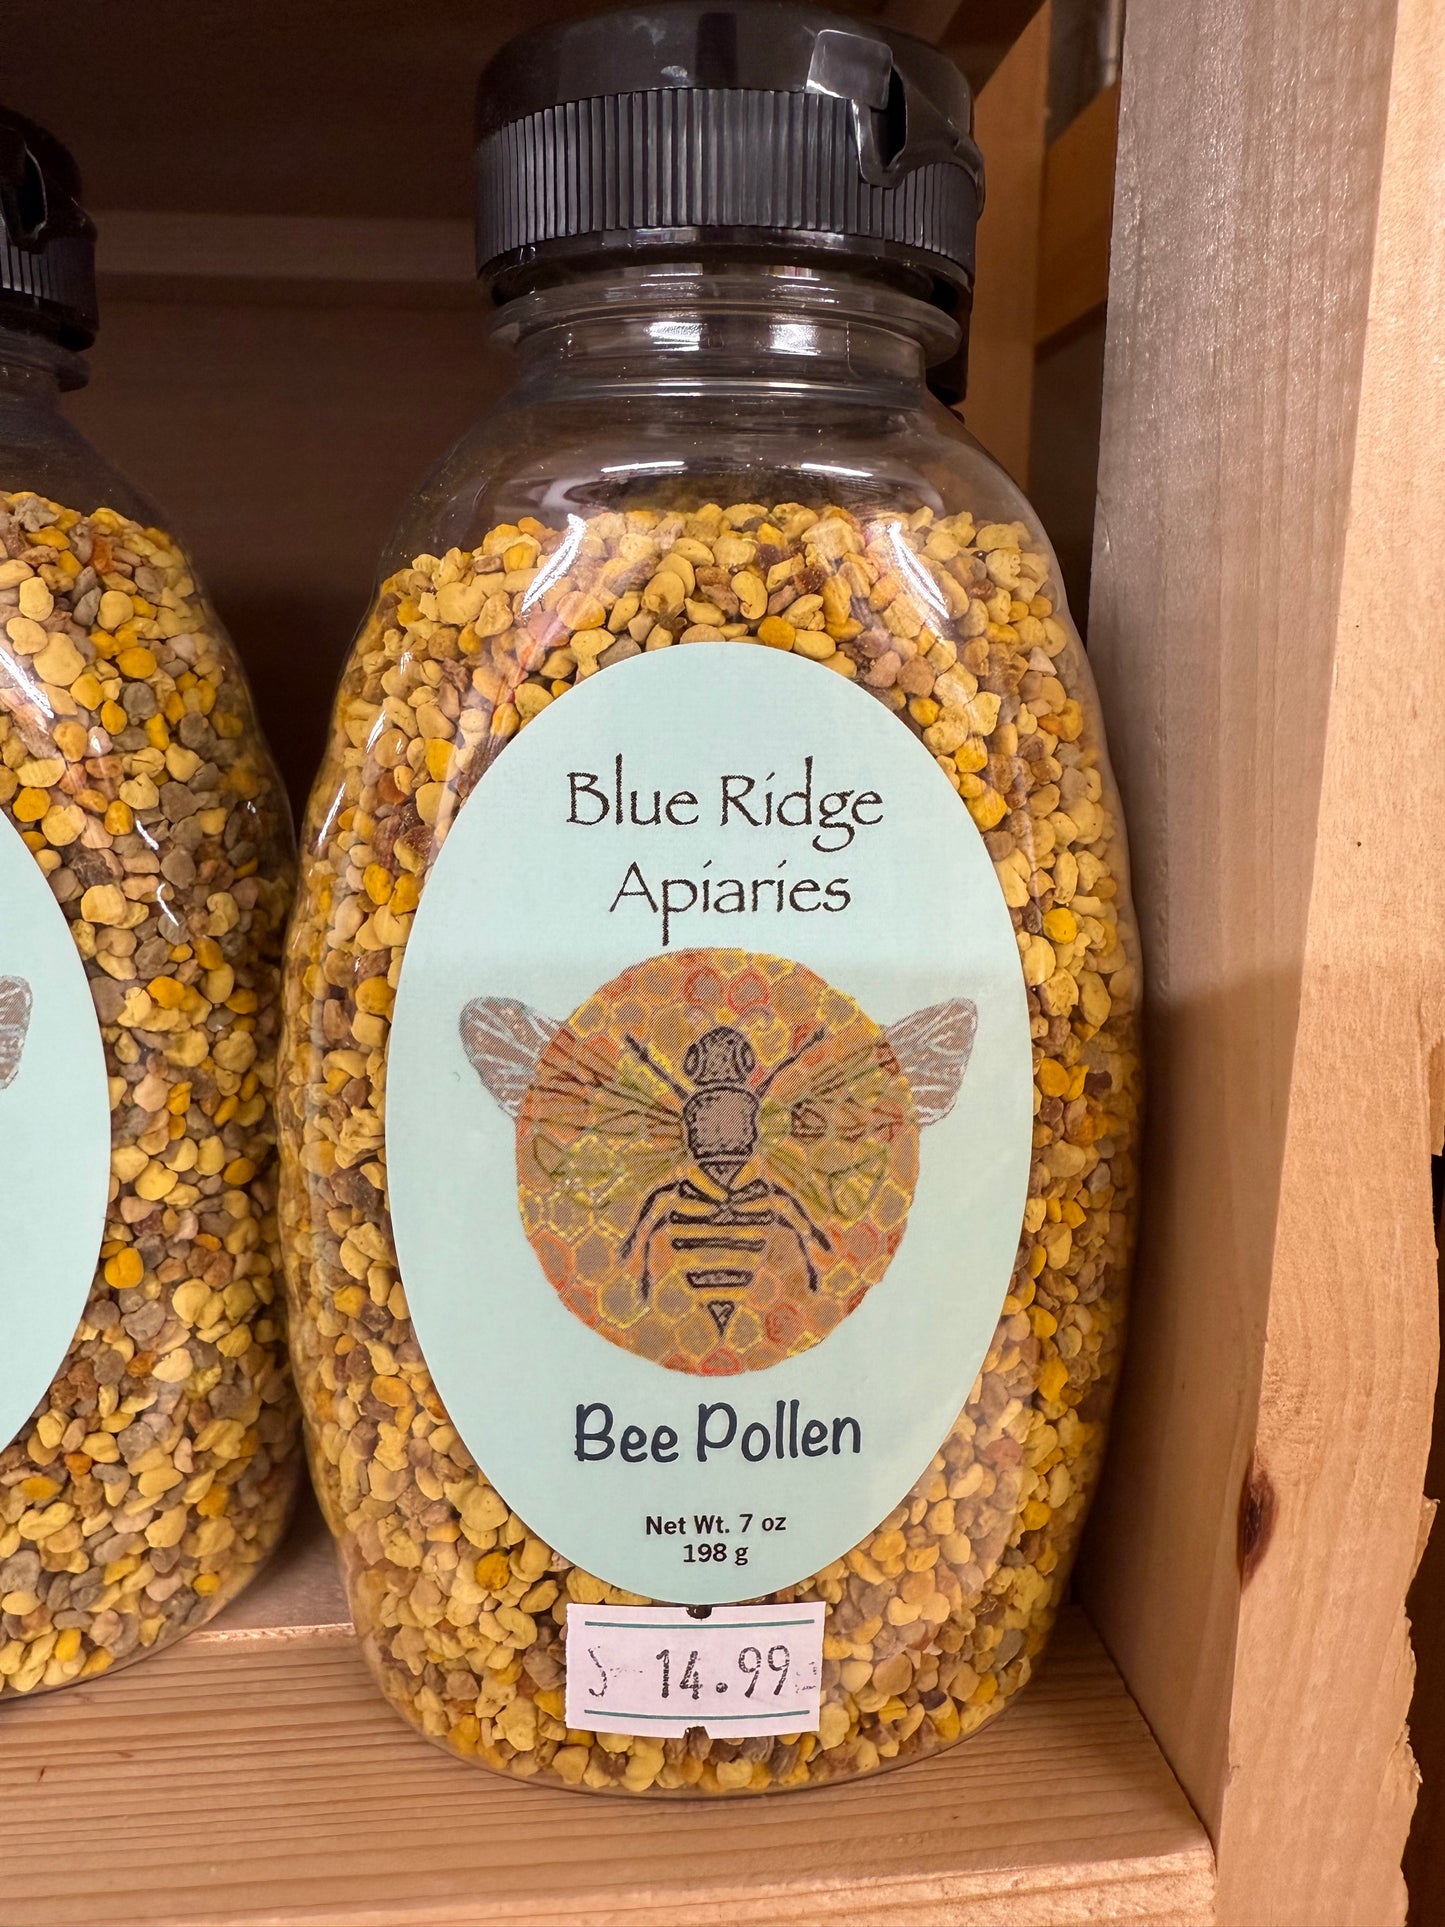 Blue Ridge
Apiaries
Bee Pollen
Net Wt. 7 oz
198 g
14.99